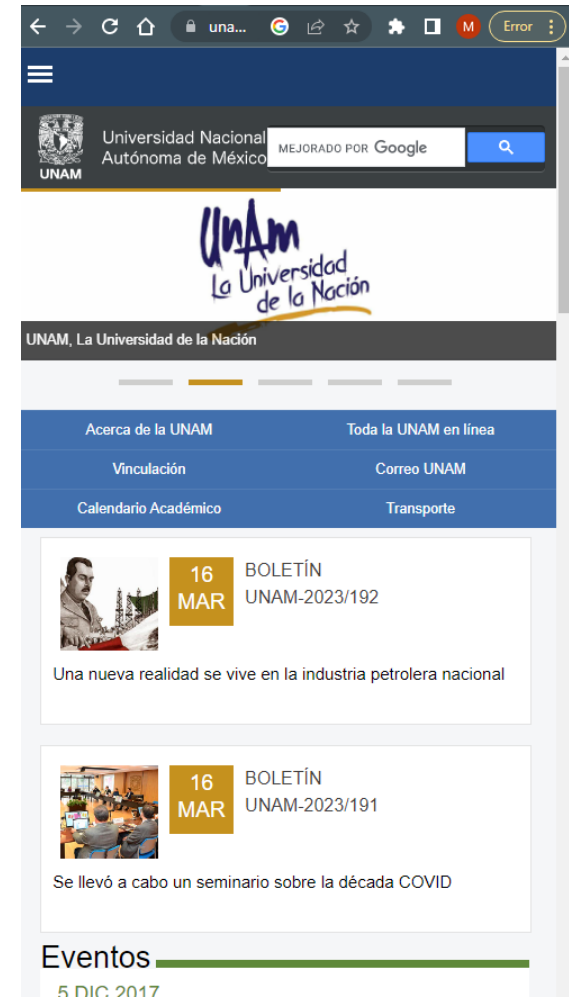 una...
M
Error
UNAM
Universidad Nacional
Autónoma de México
MEJORADO POR Google
UnAm
La Universidad
de la Nación
UNAM, La Universidad de la Nación
Acerca de la UNAM
Toda la UNAM en línea
Vinculación
Correo UNAM
Calendario Académico
Transporte
16
MAR
BOLETÍN
UNAM-2023/192
Una nueva realidad se vive en la industria petrolera nacional
16
MAR
BOLETÍN
UNAM-2023/191
Se llevó a cabo un seminario sobre la década COVID
Eventos
5 DIC 2017